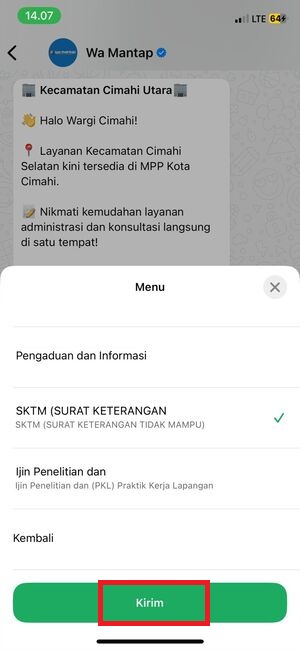 14.07
LTE 64
Wa Mantap
🏢 Kecamatan Cimahi Utara🏢
👋 Halo Wargi Cimahi!
📍 Layanan Kecamatan Cimahi
Selatan kini tersedia di MPP Kota
Cimahi.
📝 Nikmati kemudahan layanan
administrasi dan konsultasi langsung
di satu tempat!
Menu
Pengaduan dan Informasi
SKTM (SURAT KETERANGAN
SKTM (SURAT KETERANGAN TIDAK MAMPU)
Ijin Penelitian dan
Ijin Penelitian dan (PKL) Praktik Kerja Lapangan
Kembali
Kirim